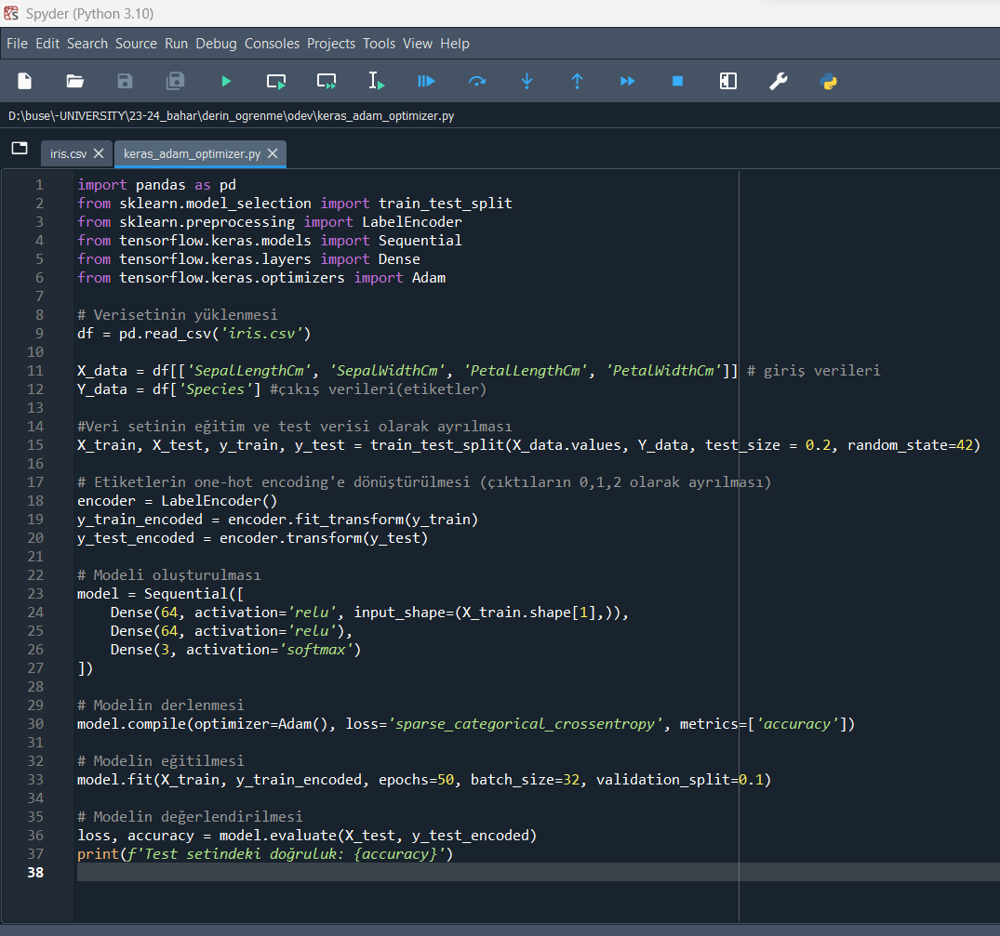 Spyder (Python 3.10)
File Edit Search Source Run Debug Consoles Projects Tools View Help
D:\buse\-UNIVERSITY\23-24_bahar\derin_ogrenme\odev\keras_adam_optimizer.py
iris.csv keras_adam_optimizer.py
1 import pandas as pd
2 from sklearn.model_selection import train_test_split
3 from sklearn.preprocessing import LabelEncoder
4 from tensorflow.keras.models import Sequential
5 from tensorflow.keras.layers import Dense
6 from tensorflow.keras.optimizers import Adam
7
8 # Verisetinin yüklenmesi
9 df = pd.read_csv('iris.csv')
10
11 X_data = df[['SepalLengthCm', 'SepalWidthCm', 'PetalLengthCm', 'PetalWidthCm']] # giriş verileri
12 Y_data = df['Species'] #çıkış verileri(etiketler)
13
14 #Veri setinin eğitim ve test verisi olarak ayrılması
15 X_train, X_test, y_train, y_test = train_test_split(X_data.values, Y_data, test_size = 0.2, random_state=42)
16
17 # Etiketlerin one-hot encoding'e dönüştürülmesi (çıktıların 0,1,2 olarak ayrılması)
18 encoder = LabelEncoder()
19 y_train_encoded = encoder.fit_transform(y_train)
20 y_test_encoded = encoder.transform(y_test)
21
22 # Modeli oluşturulması
23 model = Sequential([
24     Dense(64, activation='relu', input_shape=(X_train.shape[1],)),
25     Dense(64, activation='relu'),
26     Dense(3, activation='softmax')
27 ])
28
29 # Modelin derlenmesi
30 model.compile(optimizer=Adam(), loss='sparse_categorical_crossentropy', metrics=['accuracy'])
31
32 # Modelin eğitilmesi
33 model.fit(X_train, y_train_encoded, epochs=50, batch_size=32, validation_split=0.1)
34
35 # Modelin değerlendirilmesi
36 loss, accuracy = model.evaluate(X_test, y_test_encoded)
37 print(f'Test setindeki doğruluk: {accuracy}')
38